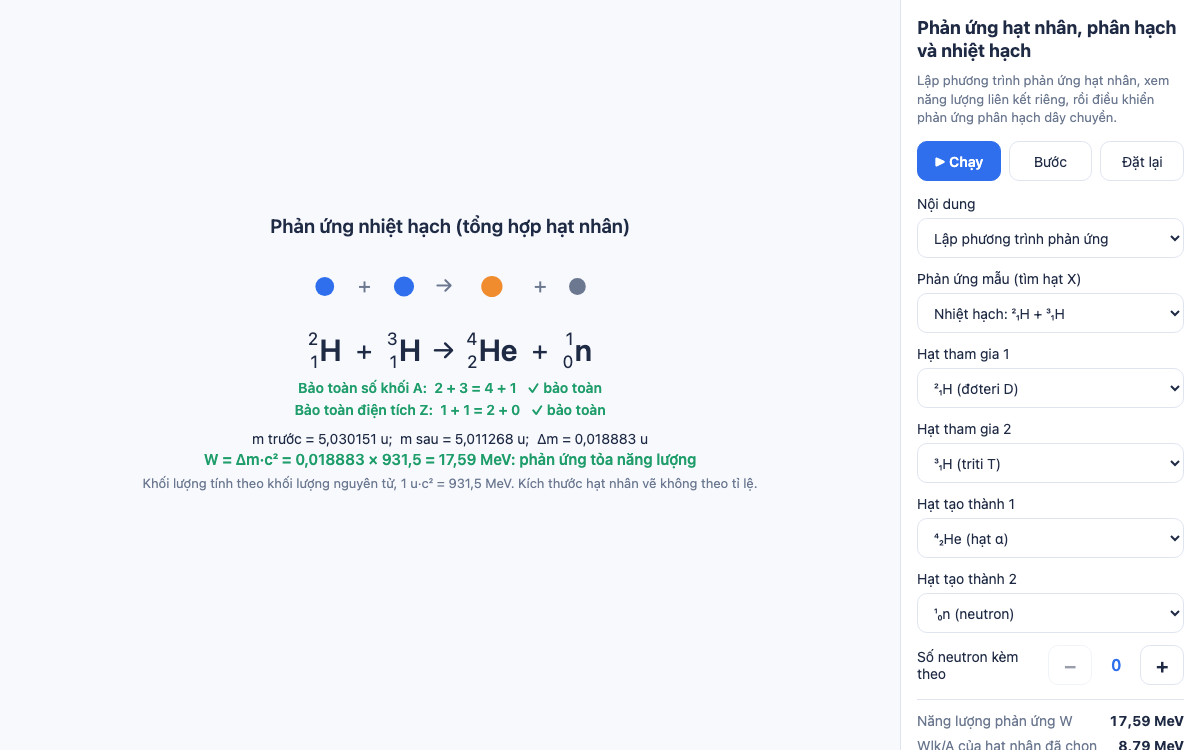 Phản ứng nhiệt hạch (tổng hợp hạt nhân)
+ → +
²₁H + ³₁H → ⁴₂He + ¹₀n
Bảo toàn số khối A: 2 + 3 = 4 + 1 ✓ bảo toàn
Bảo toàn điện tích Z: 1 + 1 = 2 + 0 ✓ bảo toàn
m trước = 5,030151 u; m sau = 5,011268 u; Δm = 0,018883 u
W = Δm·c² = 0,018883 × 931,5 = 17,59 MeV: phản ứng tỏa năng lượng
Khối lượng tính theo khối lượng nguyên tử, 1 u·c² = 931,5 MeV. Kích thước hạt nhân vẽ không theo tỉ lệ.
Phản ứng hạt nhân, phân hạch
và nhiệt hạch
Lập phương trình phản ứng hạt nhân, xem
năng lượng liên kết riêng, rồi điều khiển
phản ứng phân hạch dây chuyền.
▶ Chạy Bước Đặt lại
Nội dung
Lập phương trình phản ứng
Phản ứng mẫu (tìm hạt X)
Nhiệt hạch: ²₁H + ³₁H
Hạt tham gia 1
²₁H (đơteri D)
Hạt tham gia 2
³₁H (triti T)
Hạt tạo thành 1
⁴₂He (hạt α)
Hạt tạo thành 2
¹₀n (neutron)
Số neutron kèm
theo
− 0 +
Năng lượng phản ứng W 17,59 MeV
Wlk/A của hạt nhân đã chọn 8,79 MeV